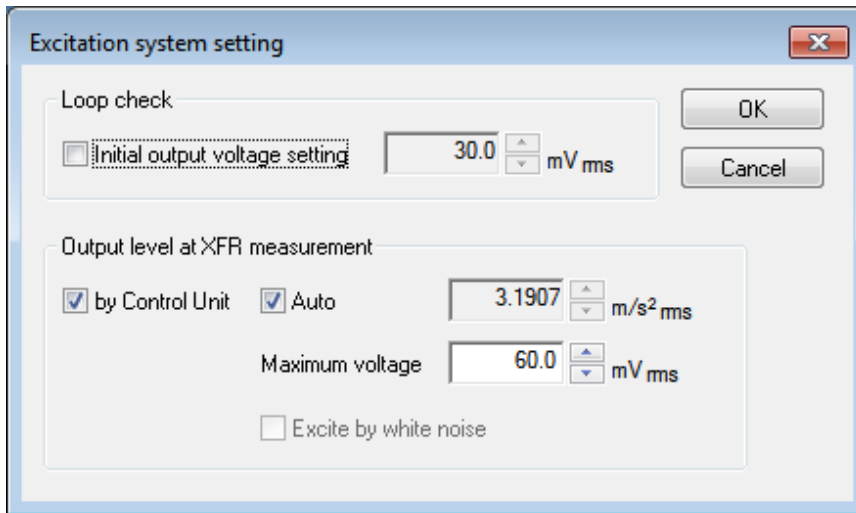 Excitation system setting
Loop check
OK
Initial output voltage setting 30.0 mV rms
Cancel
Output level at XFR measurement
by Control Unit Auto 3.1907 m/s² rms
Maximum voltage 60.0 mV rms
Excite by white noise